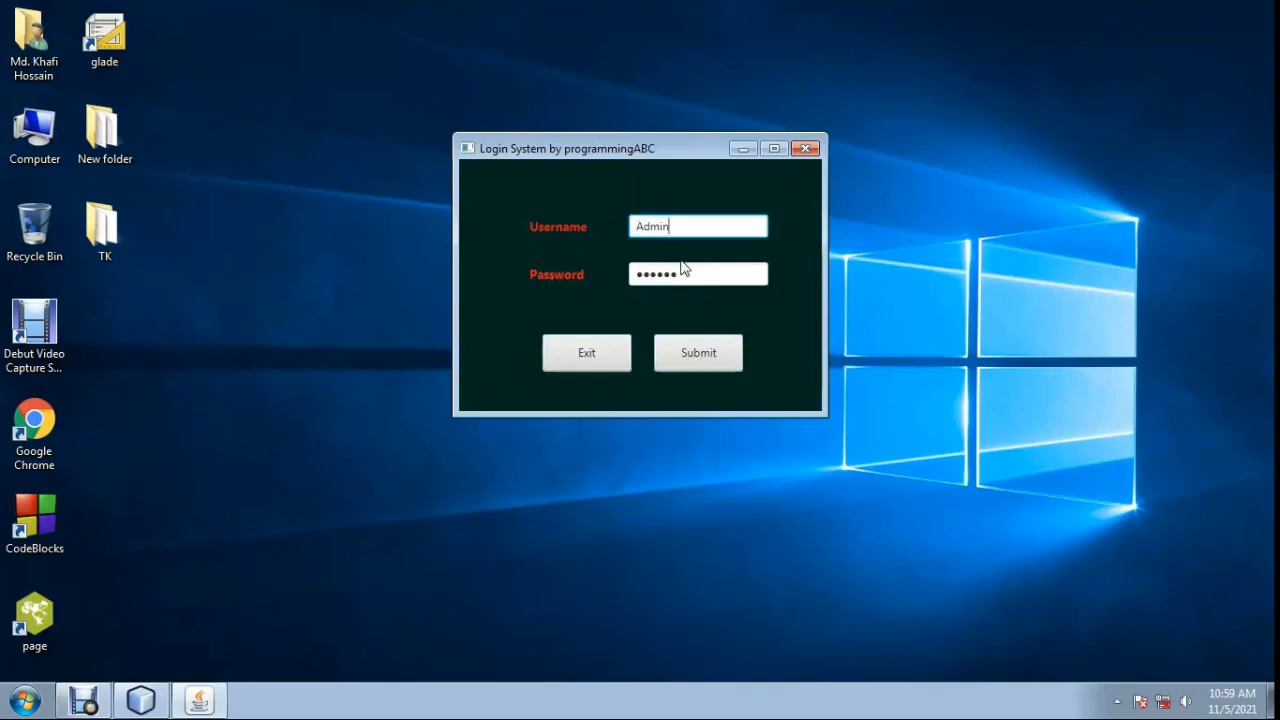 Md. Khafi
Hossain
glade
Computer
New folder
Recycle Bin
TK
Debut Video
Capture S...
Google
Chrome
CodeBlocks
page
Login System by programmingABC
Username
Admin
Password
••••••
Exit
Submit
10:59 AM
11/5/2021